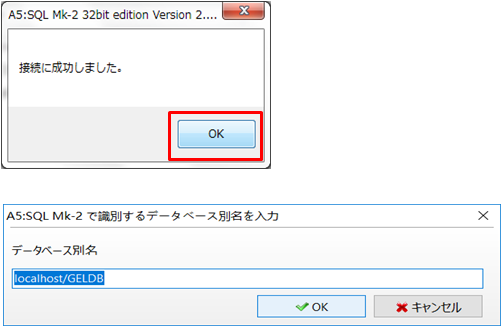 A5:SQL Mk-2 32bit edition Version 2....
接続に成功しました。
OK
A5:SQL Mk-2 で識別するデータベース別名を入力
データベース別名
localhost/GELDB
OK
キャンセル